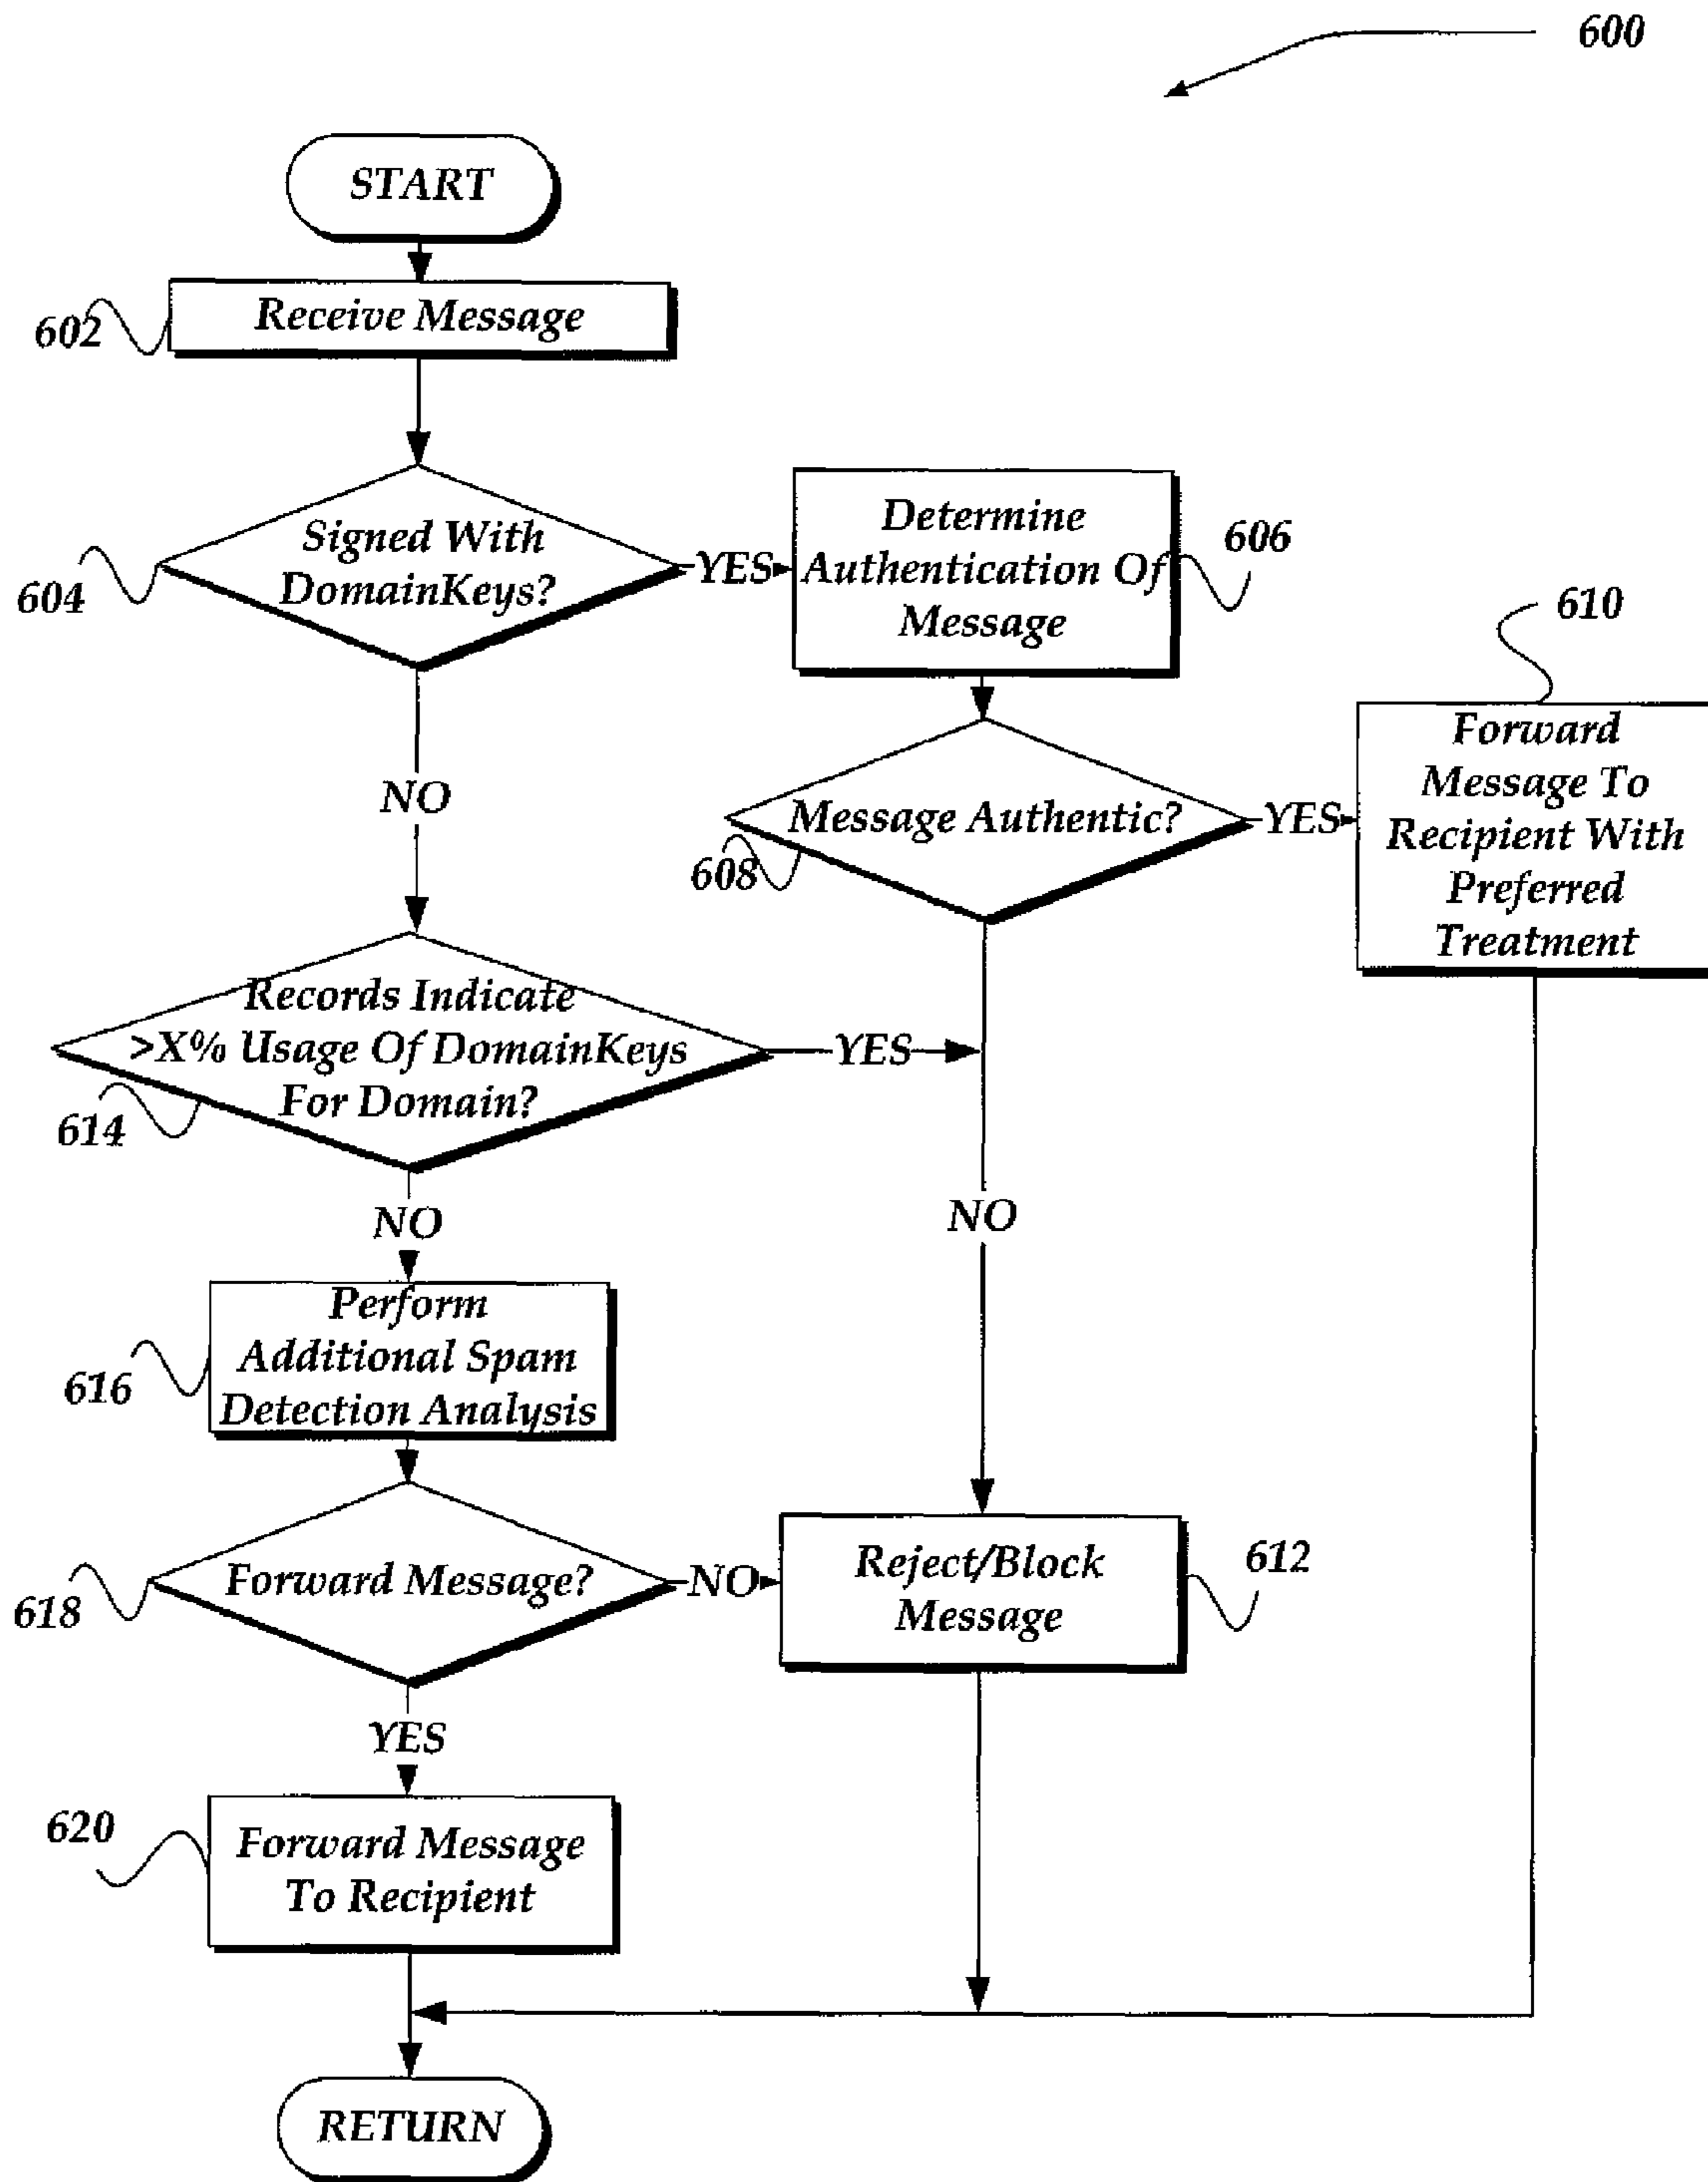 600
START
602
Receive Message
604
Signed With
DomainKeys?
YES
Determine
Authentication Of
Message
606
610
NO
608
Message Authentic?
YES
Forward
Message To
Recipient With
Preferred
Treatment
Records Indicate
>X% Usage Of DomainKeys
For Domain?
614
YES
NO
NO
Perform
Additional Spam
Detection Analysis
616
618
Forward Message?
NO
Reject/Block
Message
612
YES
620
Forward Message
To Recipient
RETURN